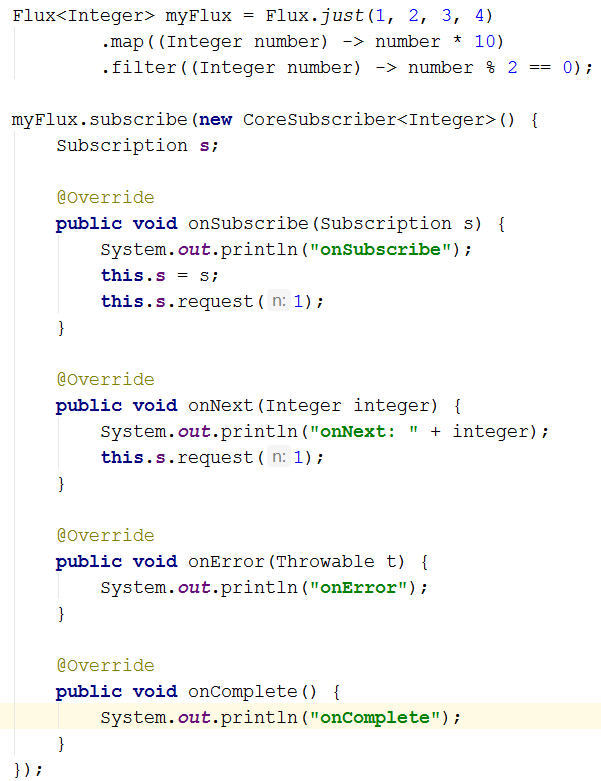 Flux<Integer> myFlux = Flux.just(1, 2, 3, 4)
        .map((Integer number) -> number * 10)
        .filter((Integer number) -> number % 2 == 0);

myFlux.subscribe(new CoreSubscriber<Integer>() {
    Subscription s;

    @Override
    public void onSubscribe(Subscription s) {
        System.out.println("onSubscribe");
        this.s = s;
        this.s.request( n: 1);
    }

    @Override
    public void onNext(Integer integer) {
        System.out.println("onNext: " + integer);
        this.s.request( n: 1);
    }

    @Override
    public void onError(Throwable t) {
        System.out.println("onError");
    }

    @Override
    public void onComplete() {
        System.out.println("onComplete");
    }
});